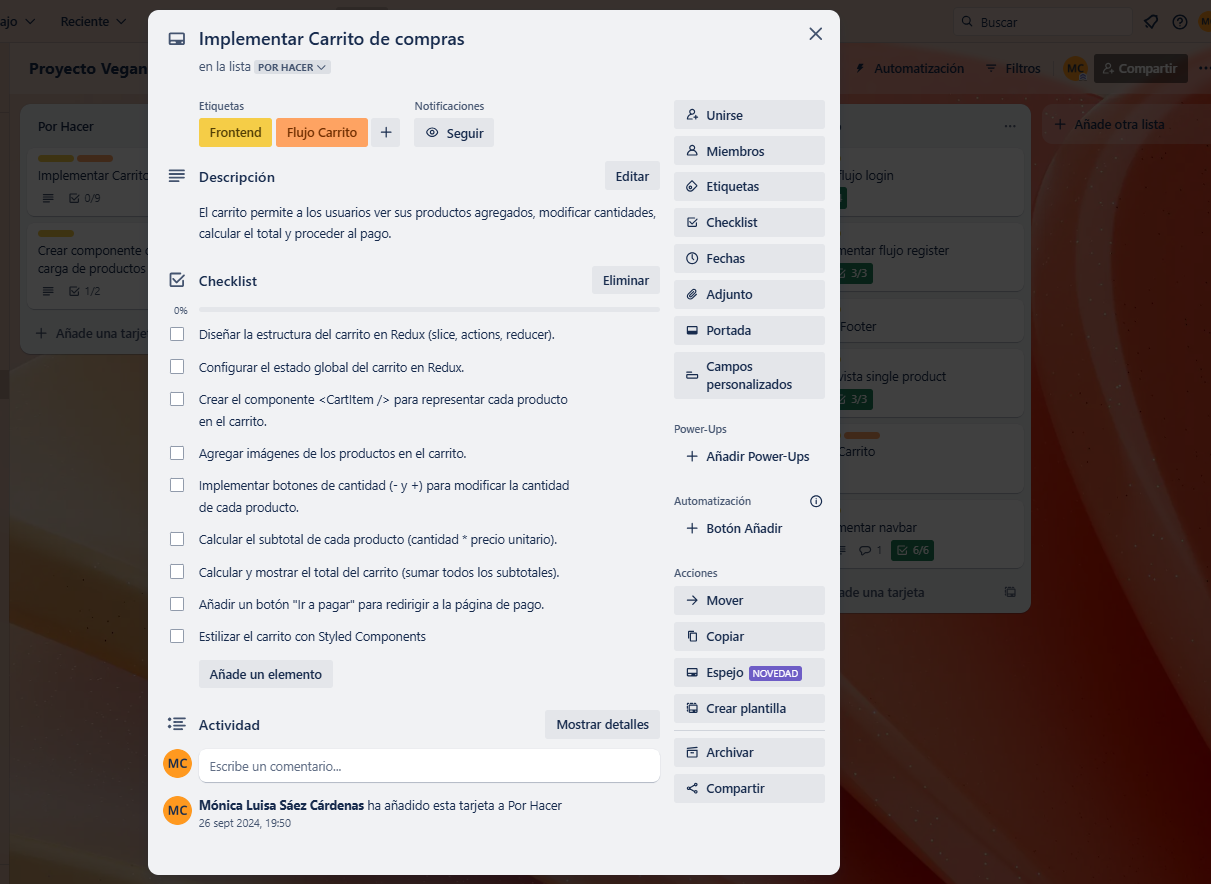 ajo
Reciente
Buscar
MC
Proyecto Vegan
Automatización
Filtros
MC
Compartir
Por Hacer
Implementar Carrito
0/9
Crear componente
carga de productos
1/2
Añade una tarje
Implementar Carrito de compras
en la lista POR HACER
Etiquetas
Notificaciones
Frontend
Flujo Carrito
Seguir
Descripción
Editar
El carrito permite a los usuarios ver sus productos agregados, modificar cantidades,
calcular el total y proceder al pago.
Checklist
Eliminar
0%
Diseñar la estructura del carrito en Redux (slice, actions, reducer).
Configurar el estado global del carrito en Redux.
Crear el componente <CartItem /> para representar cada producto
en el carrito.
Agregar imágenes de los productos en el carrito.
Implementar botones de cantidad (- y +) para modificar la cantidad
de cada producto.
Calcular el subtotal de cada producto (cantidad * precio unitario).
Calcular y mostrar el total del carrito (sumar todos los subtotales).
Añadir un botón "Ir a pagar" para redirigir a la página de pago.
Estilizar el carrito con Styled Components
Añade un elemento
Actividad
Mostrar detalles
MC
Escribe un comentario...
MC
Mónica Luisa Sáez Cárdenas ha añadido esta tarjeta a Por Hacer
26 sept 2024, 19:50
Unirse
Miembros
Etiquetas
Checklist
Fechas
Adjunto
Portada
Campos
personalizados
Power-Ups
Añadir Power-Ups
Automatización
Botón Añadir
Acciones
Mover
Copiar
Espejo NOVEDAD
Crear plantilla
Archivar
Compartir
flujo login
mentar flujo register
3/3
Footer
vista single product
3/3
Carrito
mentar navbar
1
6/6
ade una tarjeta
Añade otra lista